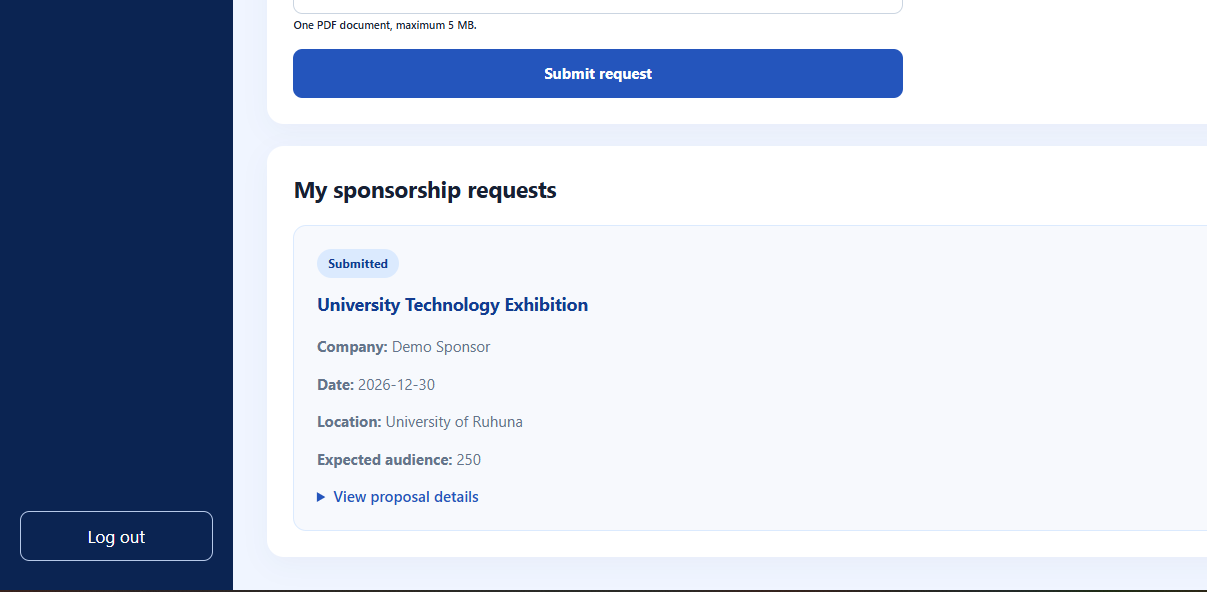 One PDF document, maximum 5 MB.
Submit request
My sponsorship requests
Submitted
University Technology Exhibition
Company: Demo Sponsor
Date: 2026-12-30
Location: University of Ruhuna
Expected audience: 250
▶ View proposal details
Log out